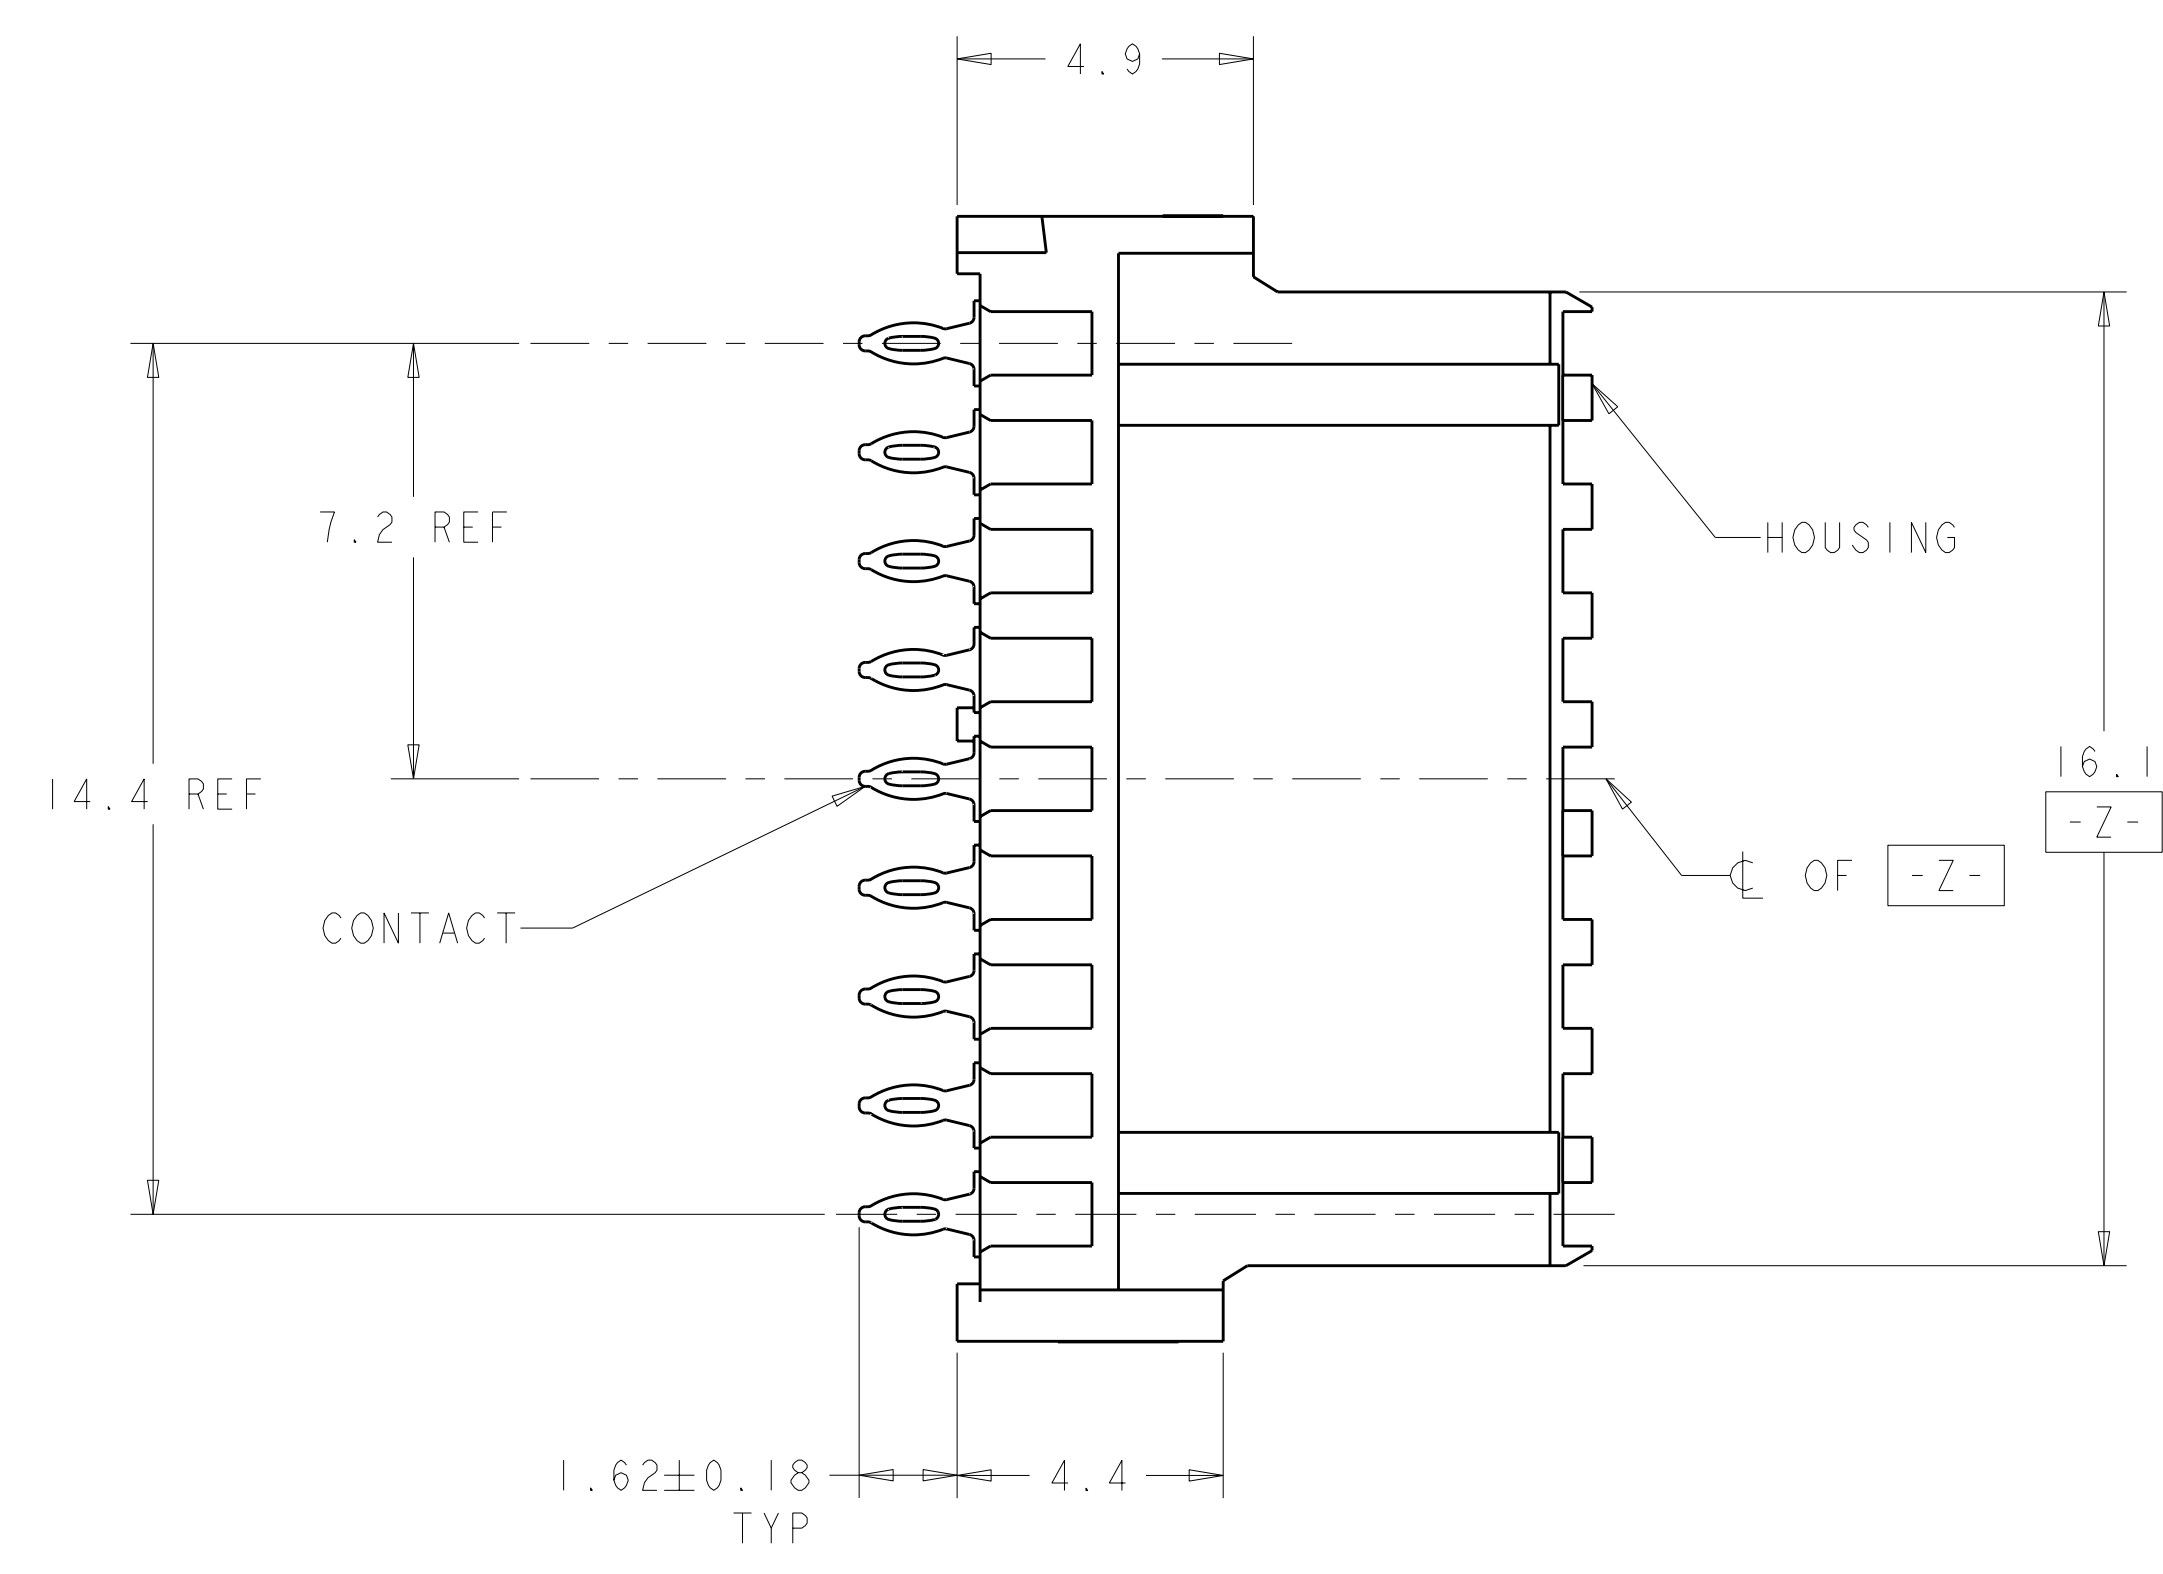 4.9
7.2 REF
HOUSING
16.1
-Z-
14.4 REF
℄ OF -Z-
CONTACT
1.62±0.18
TYP
4.4